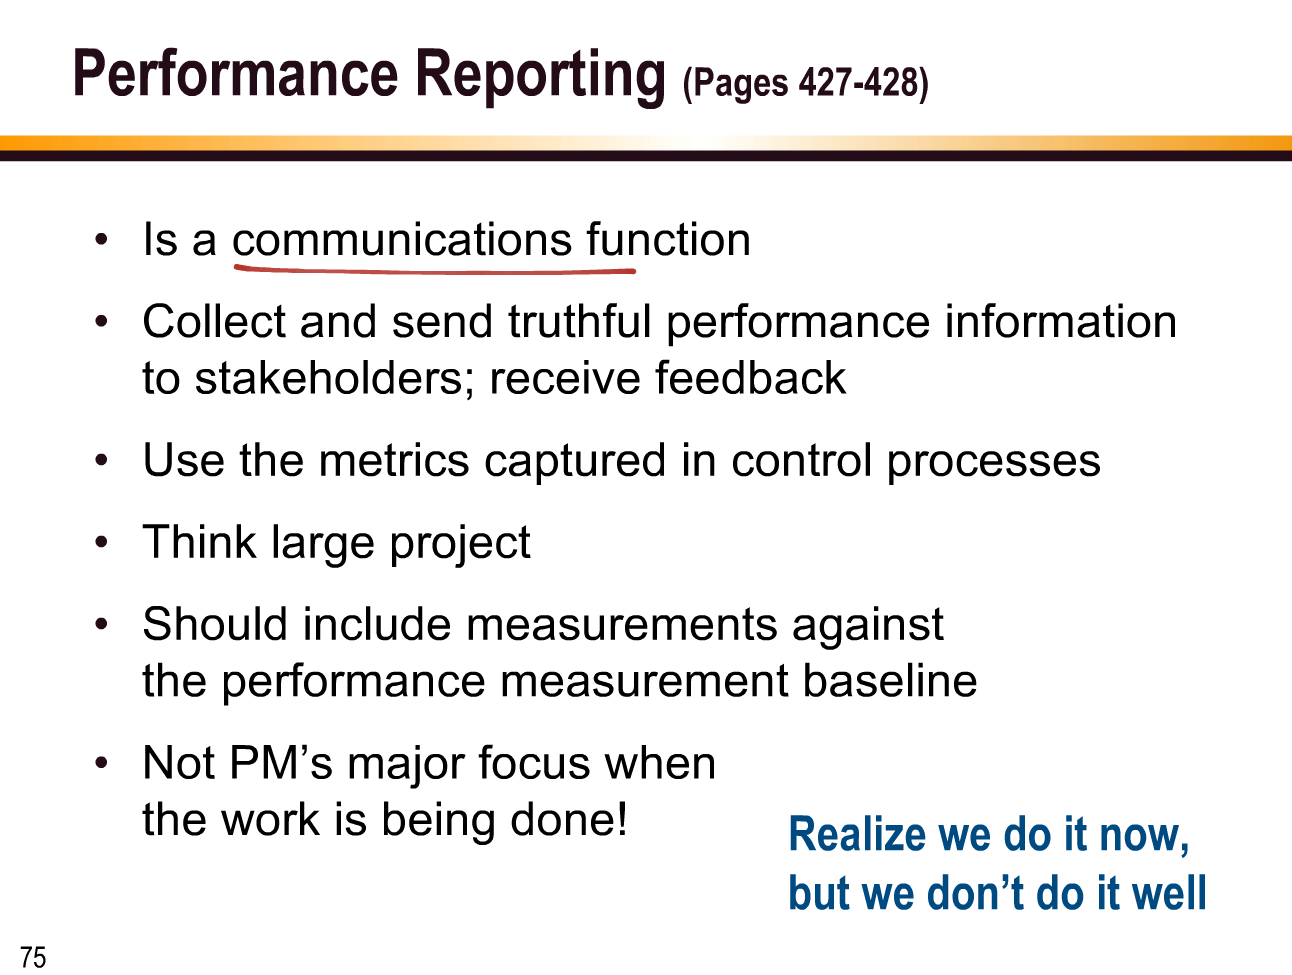 Performance Reporting (Pages 427-428)
• Is a communications function
• Collect and send truthful performance information
to stakeholders; receive feedback
• Use the metrics captured in control processes
• Think large project
• Should include measurements against
the performance measurement baseline
• Not PM’s major focus when
the work is being done!
Realize we do it now,
but we don’t do it well
75